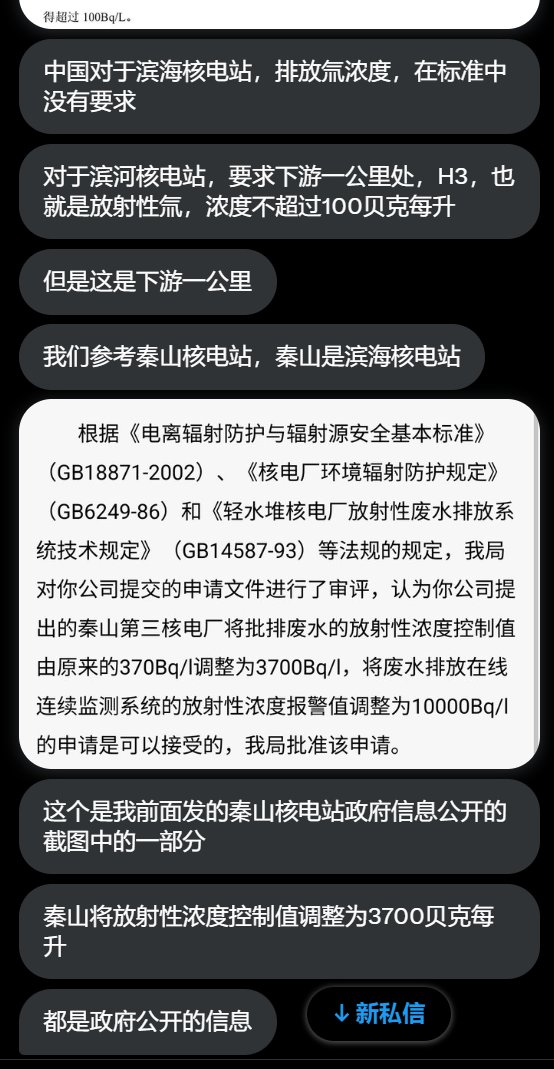 得超过 100Bq/L。
中国对于滨海核电站，排放氚浓度，在标准中
没有要求
对于滨河核电站，要求下游一公里处，H3，也
就是放射性氚，浓度不超过100贝克每升
但是这是下游一公里
我们参考秦山核电站，秦山是滨海核电站
根据《电离辐射防护与辐射源安全基本标准》
（GB18871-2002）、《核电厂环境辐射防护规定》
（GB6249-86）和《轻水堆核电厂放射性废水排放系
统技术规定》（GB14587-93）等法规的规定，我局
对你公司提交的申请文件进行了审评，认为你公司提
出的秦山第三核电厂将批排废水的放射性浓度控制值
由原来的370Bq/l调整为3700Bq/l，将废水排放在线
连续监测系统的放射性浓度报警值调整为10000Bq/l
的申请是可以接受的，我局批准该申请。
这个是我前面发的秦山核电站政府信息公开的
截图中的一部分
秦山将放射性浓度控制值调整为3700贝克每
升
都是政府公开的信息
↓新私信